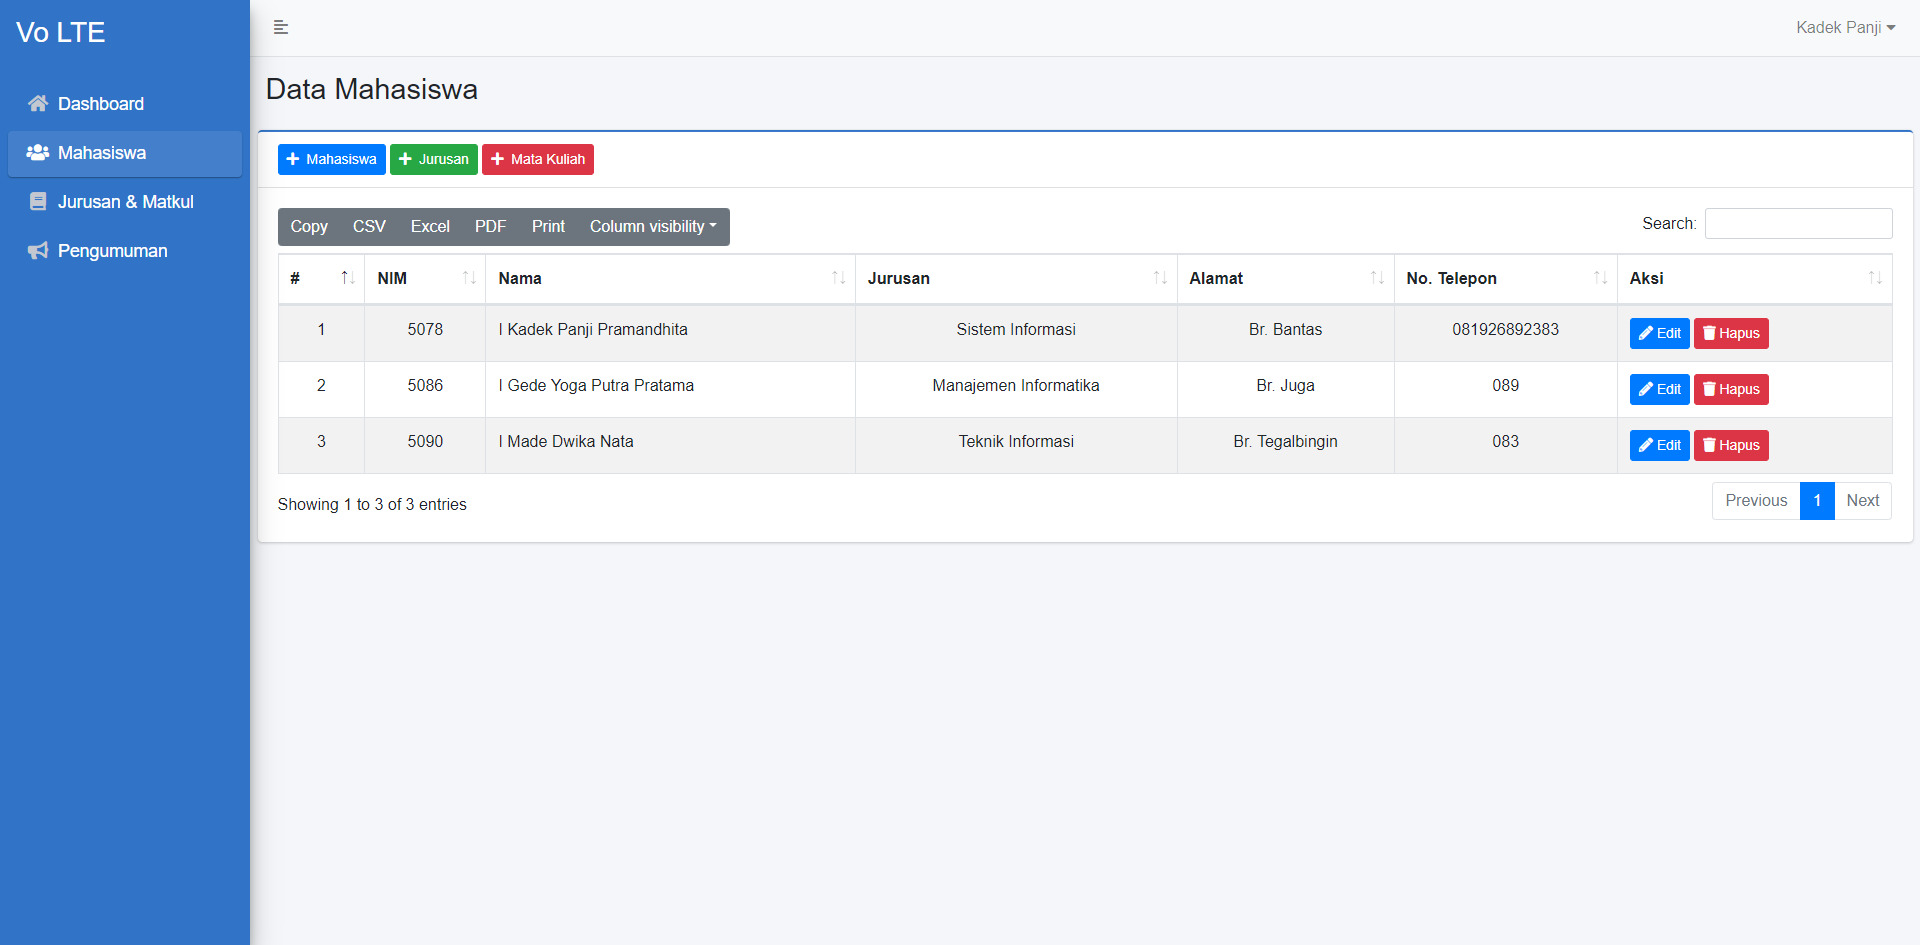 Vo LTE
Kadek Panji
Dashboard
Mahasiswa
Jurusan & Matkul
Pengumuman
Data Mahasiswa
Mahasiswa Jurusan Mata Kuliah
Copy CSV Excel PDF Print Column visibility
Search:
# NIM Nama Jurusan Alamat No. Telepon Aksi
1 5078 I Kadek Panji Pramandhita Sistem Informasi Br. Bantas 081926892383 Edit Hapus
2 5086 I Gede Yoga Putra Pratama Manajemen Informatika Br. Juga 089 Edit Hapus
3 5090 I Made Dwika Nata Teknik Informasi Br. Tegalbingin 083 Edit Hapus
Showing 1 to 3 of 3 entries
Previous 1 Next